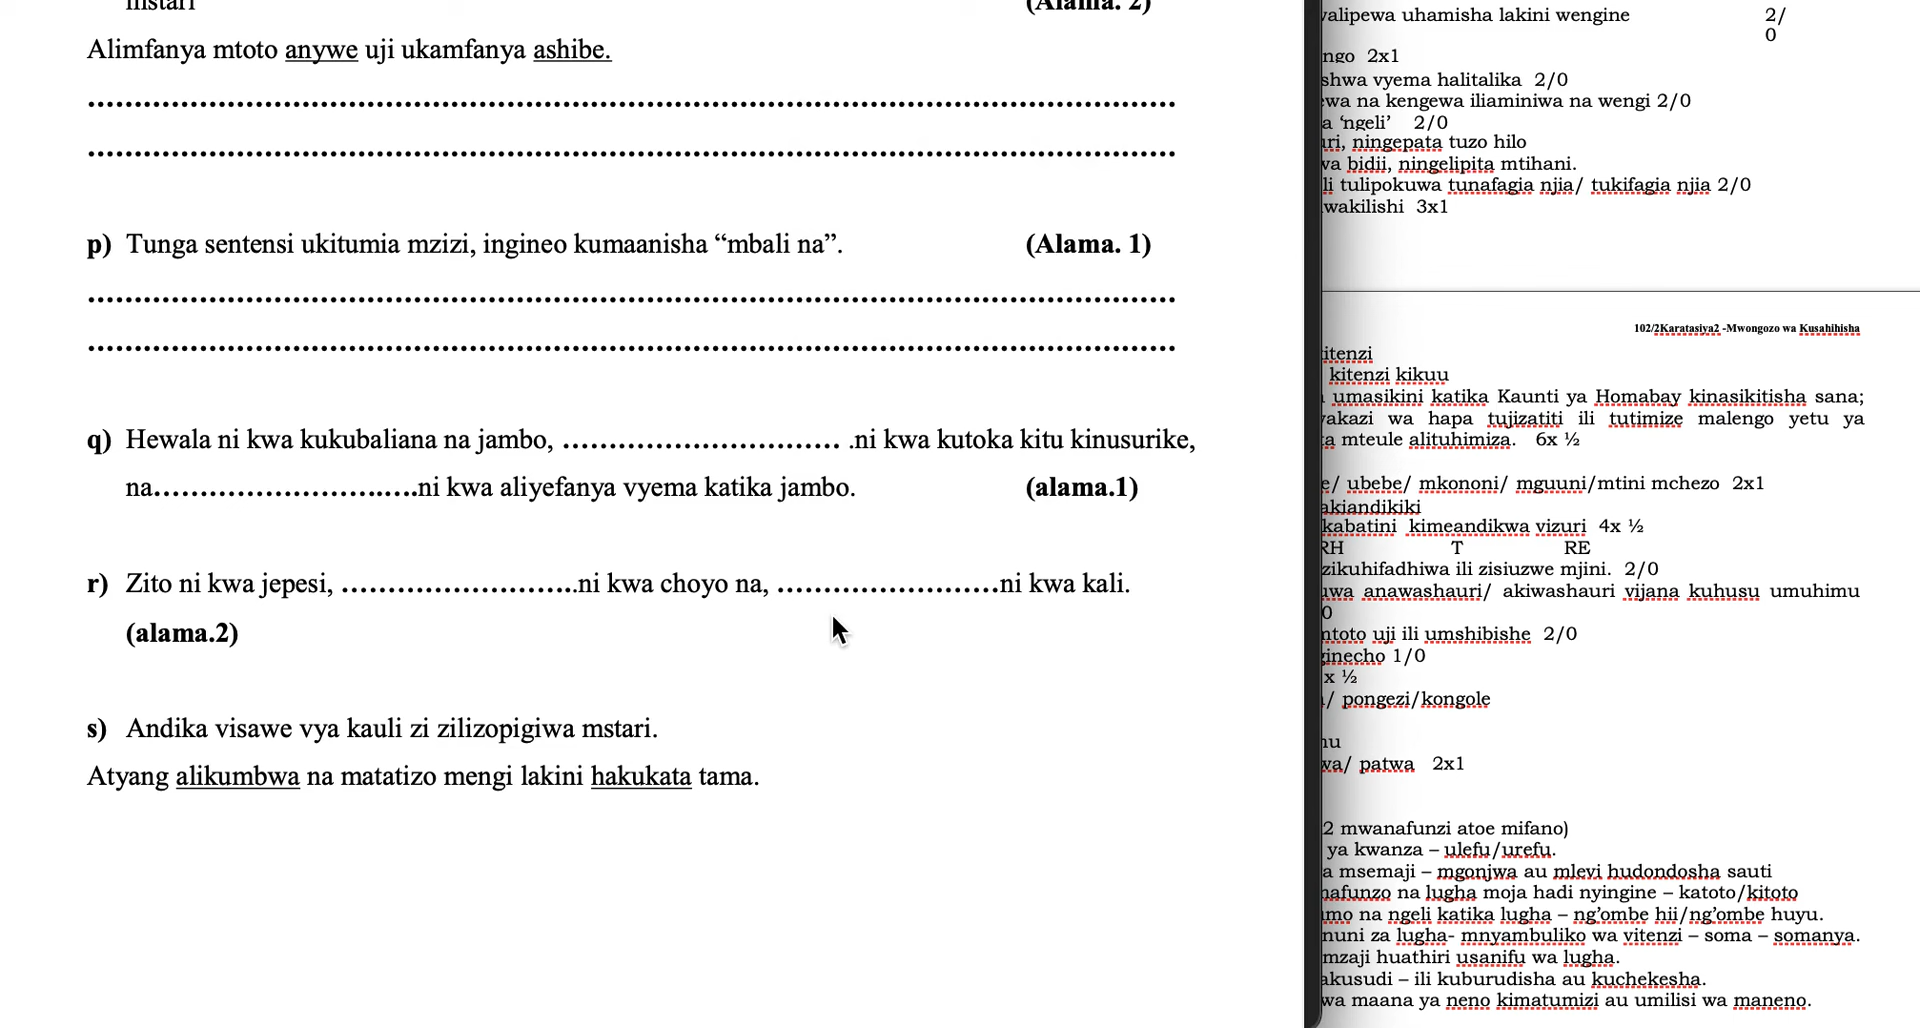 mstari (Alama. 2)
Alimfanya mtoto anywe uji ukamfanya ashibe.
p) Tunga sentensi ukitumia mzizi, ingineo kumaanisha “mbali na”. (Alama. 1)
q) Hewala ni kwa kukubaliana na jambo, .............................. .ni kwa kutoka kitu kinusurike,
na.............................ni kwa aliyefanya vyema katika jambo. (alama.1)
r) Zito ni kwa jepesi, ..........................ni kwa choyo na, ........................ni kwa kali.
(alama.2)
s) Andika visawe vya kauli zi zilizopigiwa mstari.
Atyang alikumbwa na matatizo mengi lakini hakukata tama.
walipewa uhamisha lakini wengine 2/
0
ngo 2x1
shwa vyema halitalika 2/0
ewa na kengewa iliaminiwa na wengi 2/0
a ‘ngeli’ 2/0
uri, ningepata tuzo hilo
wa bidii, ningelipita mtihani.
li tulipokuwa tunafagia njia/ tukifagia njia 2/0
wakilishi 3x1
102/2Karatasiya2 -Mwongozo wa Kusahihisha
itenzi
kitenzi kikuu
umasikini katika Kaunti ya Homabay kinasikitisha sana;
akazi wa hapa tujizatiti ili tutimize malengo yetu ya
a mteule alituhimiza. 6x ½
e/ ubebe/ mkononi/ mguuni/mtini mchezo 2x1
akiandikiki
kabatini kimeandikwa vizuri 4x ½
RH T RE
zikuhifadhiwa ili zisiuzwe mjini. 2/0
uwa anawashauri/ akiwashauri vijana kuhusu umuhimu
0
mtoto uji ili umshibishe 2/0
ginecho 1/0
x ½
/ pongezi/kongole
mu
wa/ patwa 2x1
2 mwanafunzi atoe mifano)
ya kwanza – ulefu/urefu.
a msemaji – mgonjwa au mlevi hudondosha sauti
nafunzo na lugha moja hadi nyingine – katoto/kitoto
mo na ngeli katika lugha – ng’ombe hii/ng’ombe huyu.
nuni za lugha- mnyambuliko wa vitenzi – soma – somanya.
mzaji huathiri usanifu wa lugha.
akusudi – ili kuburudisha au kuchekesha.
wa maana ya neno kimatumizi au umilisi wa maneno.